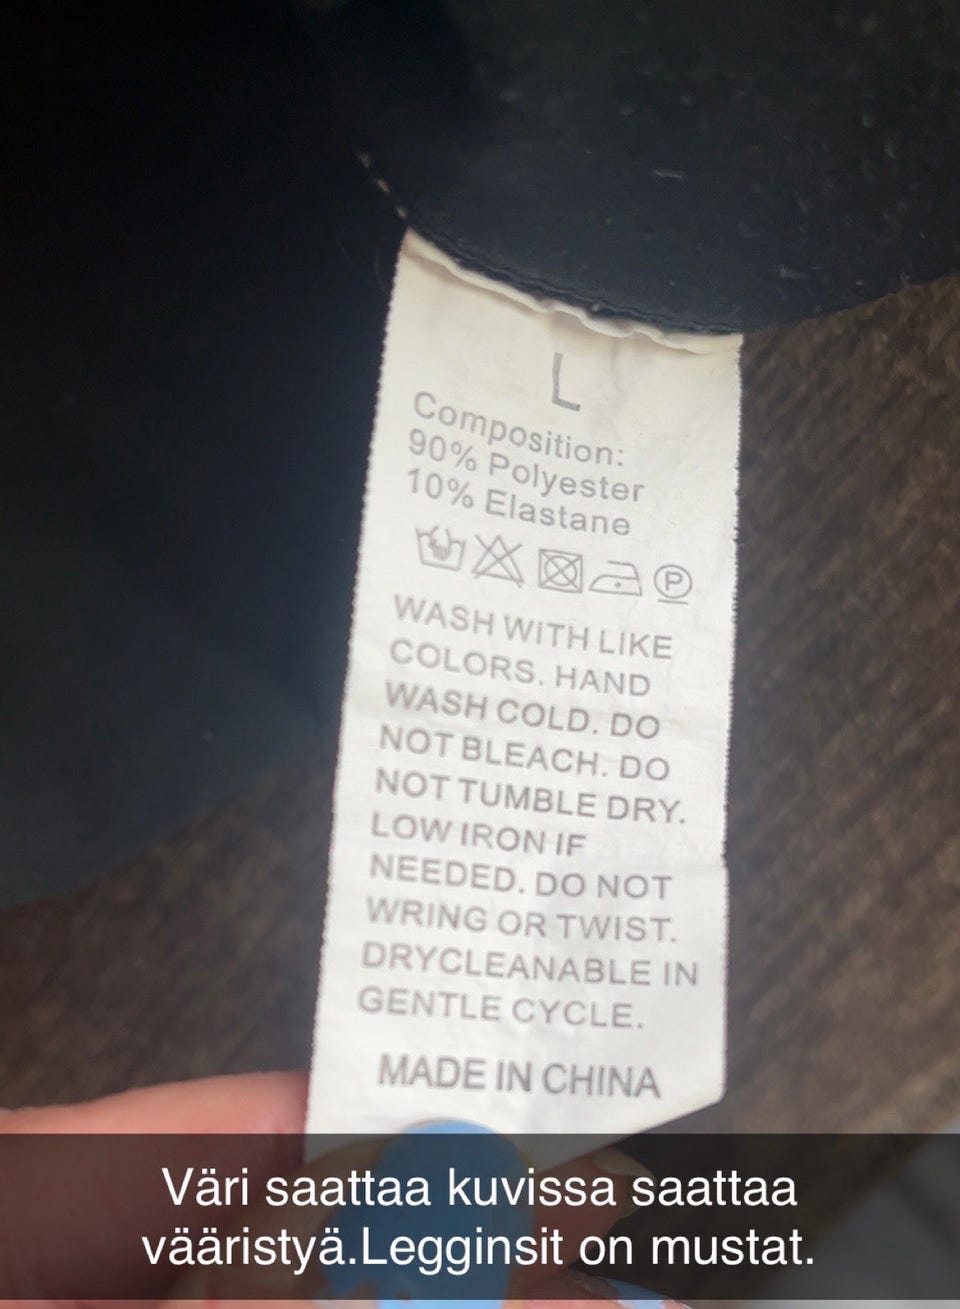 L
Composition:
90% Polyester
10% Elastane
P
WASH WITH LIKE
COLORS. HAND
WASH COLD. DO
NOT BLEACH. DO
NOT TUMBLE DRY.
LOW IRON IF
NEEDED. DO NOT
WRING OR TWIST.
DRYCLEANABLE IN
GENTLE CYCLE.
MADE IN CHINA
Väri saattaa kuvissa saattaa
vääristyä.Legginsit on mustat.